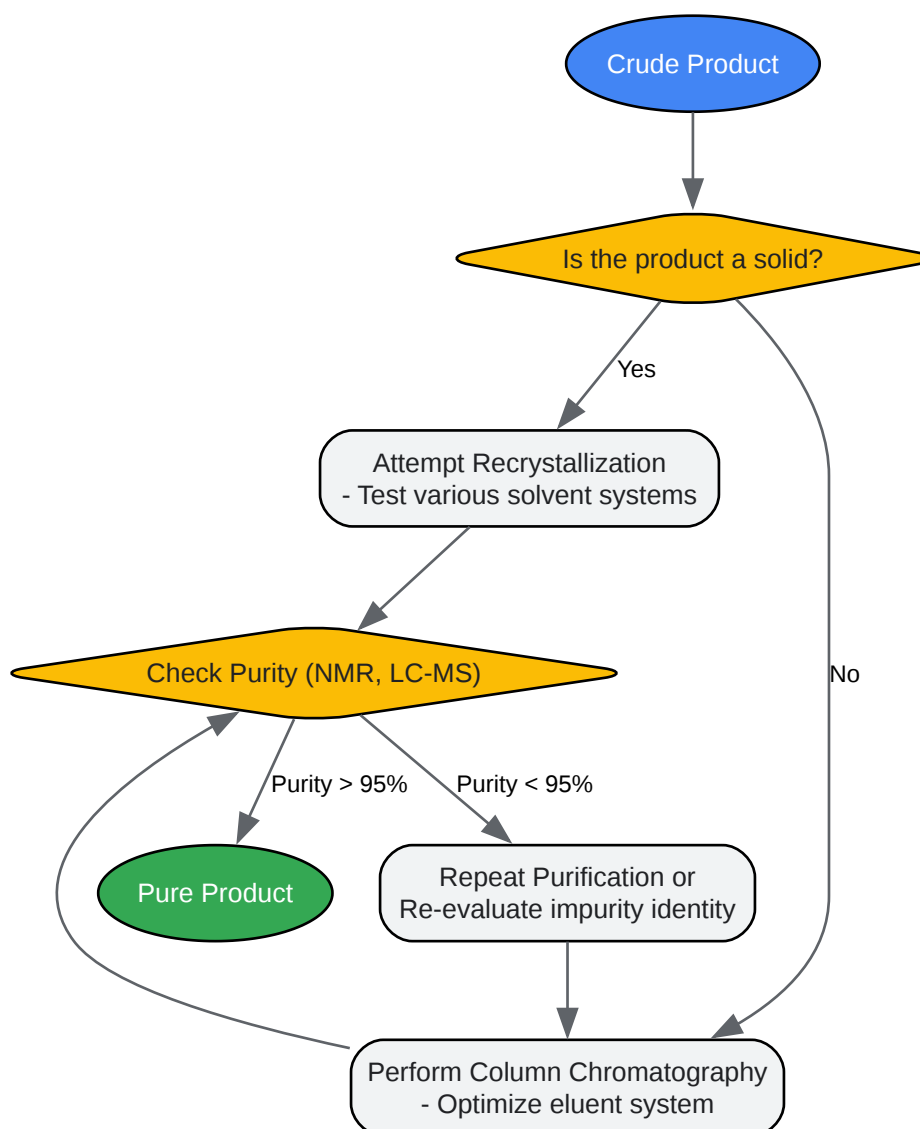 Crude Product
Is the product a solid?
Yes
Attempt Recrystallization
- Test various solvent systems
No
Check Purity (NMR, LC-MS)
Purity > 95%
Purity < 95%
Pure Product
Repeat Purification or
Re-evaluate impurity identity
Perform Column Chromatography
- Optimize eluent system